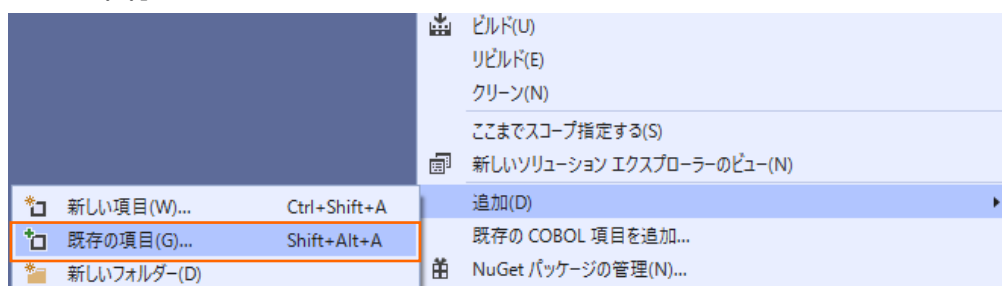 ビルド(U)
リビルド(E)
クリーン(N)
ここまでスコープ指定する(S)
新しいソリューション エクスプローラーのビュー(N)
追加(D)
既存の COBOL 項目を追加...
NuGet パッケージの管理(N)...
新しい項目(W)... Ctrl+Shift+A
既存の項目(G)... Shift+Alt+A
新しいフォルダー(D)